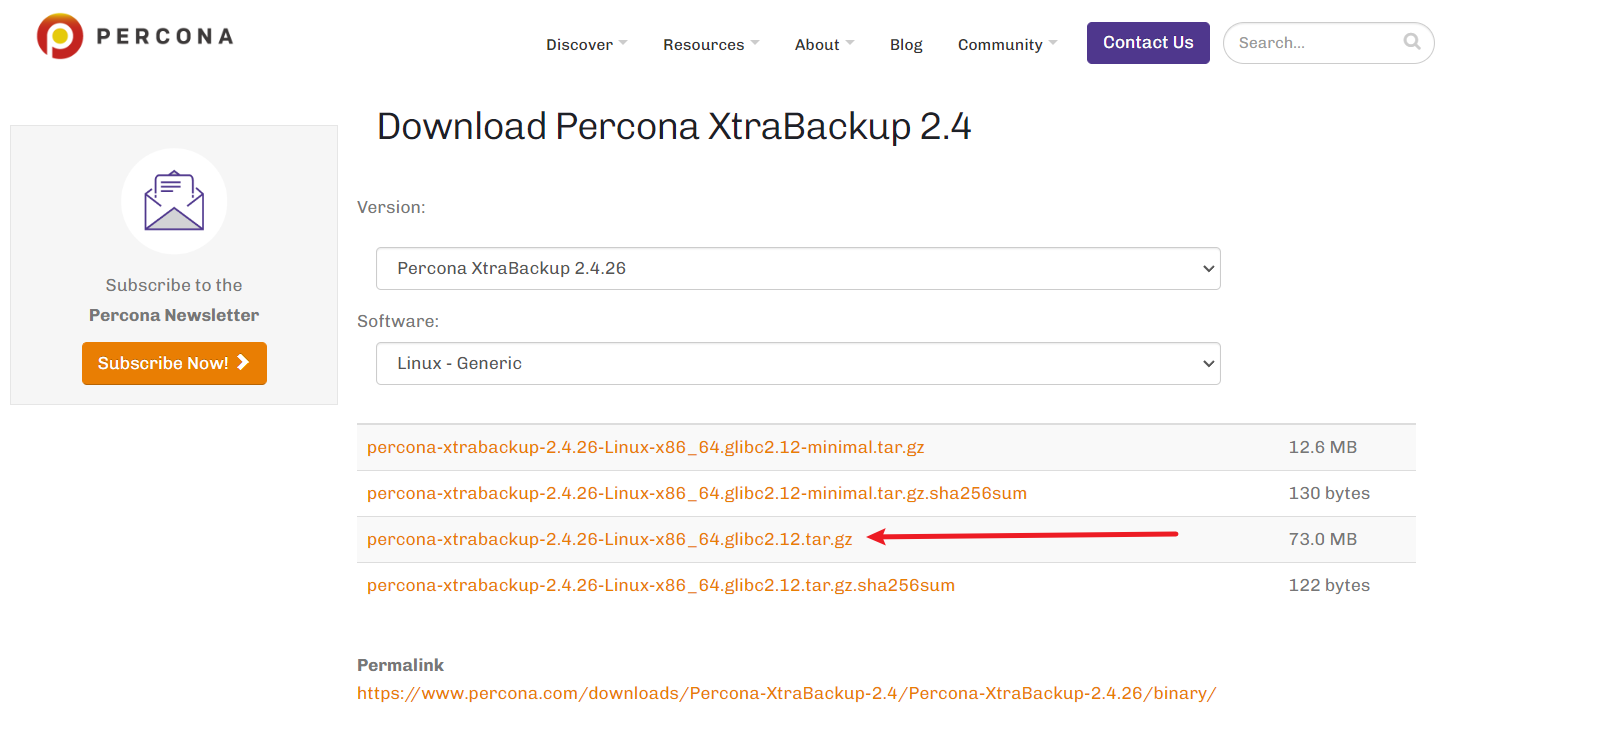 PERCONA
Discover Resources About Blog Community Contact Us Search...
Download Percona XtraBackup 2.4
Subscribe to the
Percona Newsletter
Subscribe Now!
Version:
Percona XtraBackup 2.4.26
Software:
Linux - Generic
percona-xtrabackup-2.4.26-Linux-x86_64.glibc2.12-minimal.tar.gz 12.6 MB
percona-xtrabackup-2.4.26-Linux-x86_64.glibc2.12-minimal.tar.gz.sha256sum 130 bytes
percona-xtrabackup-2.4.26-Linux-x86_64.glibc2.12.tar.gz 73.0 MB
percona-xtrabackup-2.4.26-Linux-x86_64.glibc2.12.tar.gz.sha256sum 122 bytes
Permalink
https://www.percona.com/downloads/Percona-XtraBackup-2.4/Percona-XtraBackup-2.4.26/binary/